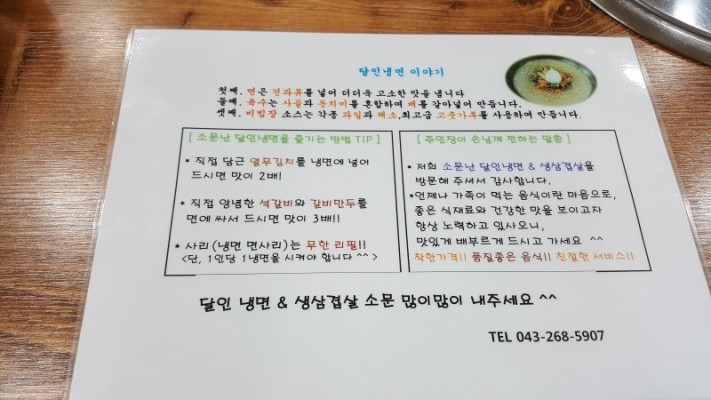 달인냉면 이야기
첫째, 면은 견과류를 넣어 더더욱 고소한 맛을 냅니다
둘째, 육수는 사골과 동치미를 혼합하여 배를 갈아넣어 만듭니다.
셋째, 비빔장 소스는 각종 과일과 채소,최고급 고춧가루를 사용하여 만듭니다.
[ 소문난 달인냉면을 즐기는 방법 TIP ]
• 직접 담근 열무김치를 냉면에 넣어
드시면 맛이 2배!
• 직접 양념한 석갈비와 갈비만두를
면에 싸서 드시면 맛이 3배!!
• 사리(냉면 면사리)는 무한 리필!!
<단, 1인당 1냉면을 시켜야 합니다 ^^ >
[ 주인장이 손님께 전하는 말씀 ]
• 저희 소문난 달인냉면 & 생삼겹살을
방문해 주셔서 감사합니다.
•언제나 가족이 먹는 음식이란 마음으로,
좋은 식재료와 건강한 맛을 보이고자
항상 노력하고 있사오니,
맛있게 배부르게 드시고 가세요 ^^
착한가격!! 품질좋은 음식!! 친절한 서비스!!
달인 냉면 & 생삼겹살 소문 많이많이 내주세요 ^^
TEL 043-268-5907